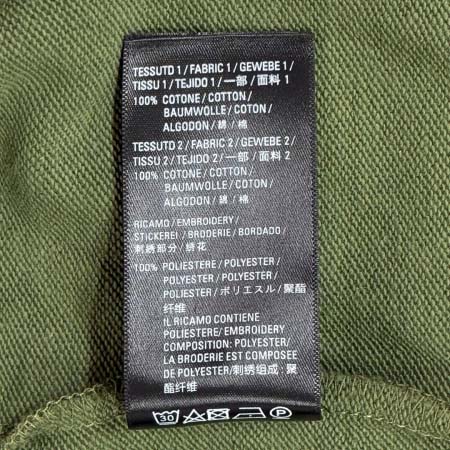 TESSUTO 1/FABRIC 1/GEWEBE 1/
TISSU 1/TEJIDO 1/一部/面料 1
100% COTONE/COTTON/
BAUMWOLLE/COTON/
ALGODON/綿/棉
TESSUTO 2/FABRIC 2/GEWEBE 2/
TISSU 2/TEJIDO 2/一部/面料 2
100% COTONE/COTTON/
BAUMWOLLE/COTON/
ALGODON/綿/棉
RICAMO/EMBROIDERY/
STICKEREI/BRODERIE/BORDADO/
刺繍部分/绣花
100% POLIESTERE/POLYESTER/
POLYESTER/POLYESTER/
POLIESTER/ポリエスル/聚酯
纤维
IL RICAMO CONTIENE
POLIESTERE/EMBROIDERY
COMPOSITION: POLYESTER/
LA BRODERIE EST COMPOSEE
DE POLYESTER/刺绣组成:聚
酯纤维
30 P